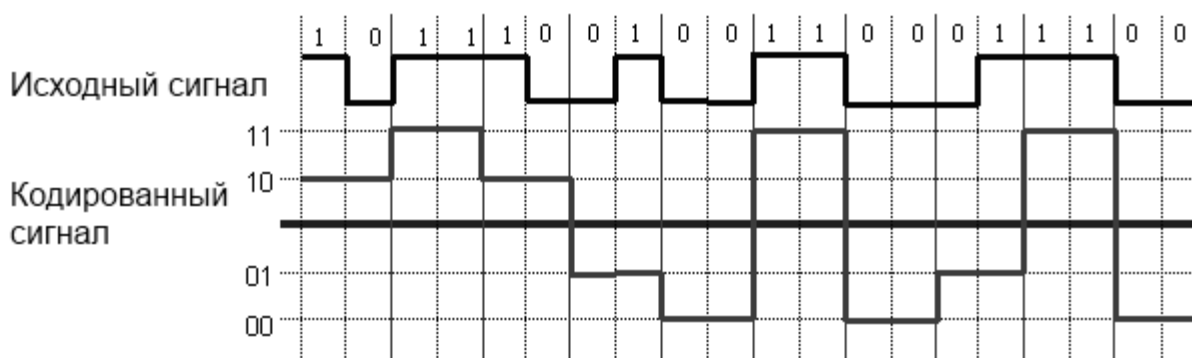 1 0 1 1 1 0 0 1 0 0 1 1 0 0 0 1 1 1 0 0
Исходный сигнал
11
10
Кодированный
сигнал
01
00